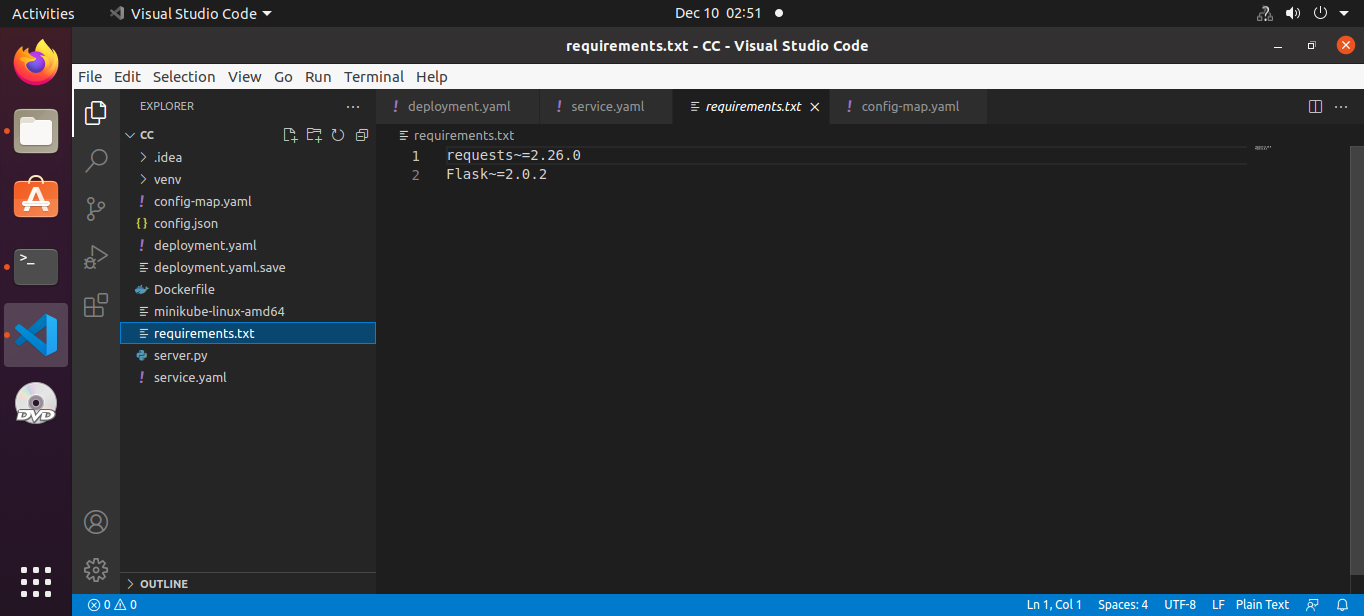 Activities Visual Studio Code Dec 10 02:51
requirements.txt - CC - Visual Studio Code
File Edit Selection View Go Run Terminal Help
EXPLORER
CC
.idea
venv
! config-map.yaml
{} config.json
! deployment.yaml
deployment.yaml.save
Dockerfile
minikube-linux-amd64
requirements.txt
server.py
! service.yaml
OUTLINE
! deployment.yaml ! service.yaml requirements.txt ! config-map.yaml
requirements.txt
1 requests~=2.26.0
2 Flask~=2.0.2
>_
DVD
0 0 Ln 1, Col 1 Spaces: 4 UTF-8 LF Plain Text